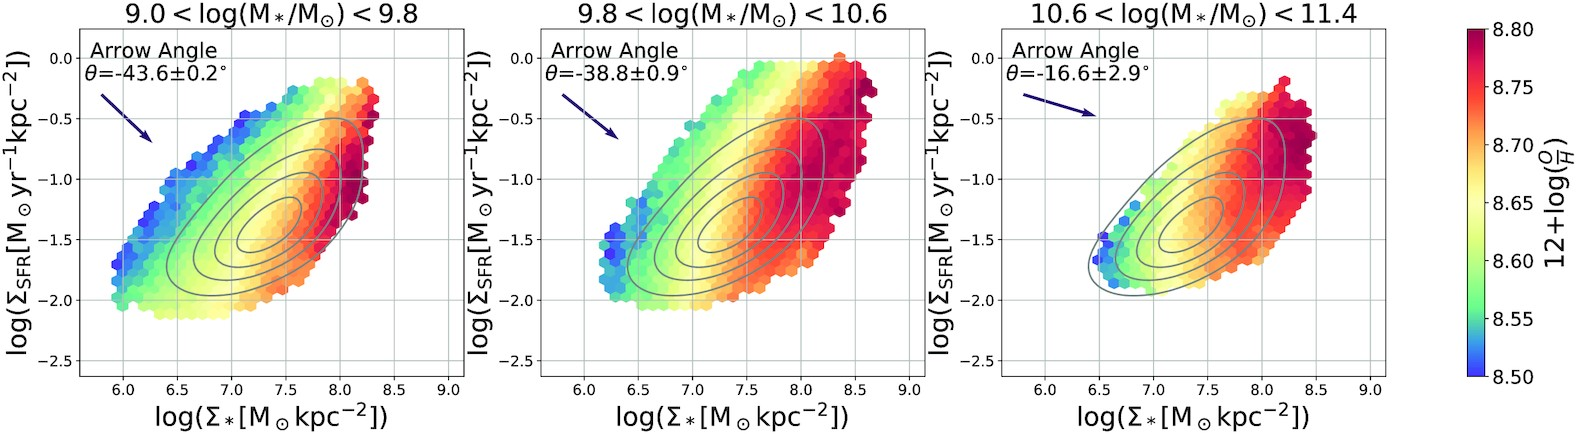 9.0 < log(M∗/M⊙) < 9.8
Arrow Angle
θ=-43.6±0.2°
0.0
−0.5
−1.0
−1.5
−2.0
−2.5
log(Σ_SFR[M⊙yr⁻¹kpc⁻²])
6.0 6.5 7.0 7.5 8.0 8.5 9.0
log(Σ∗[M⊙kpc⁻²])
9.8 < log(M∗/M⊙) < 10.6
Arrow Angle
θ=-38.8±0.9°
0.0
−0.5
−1.0
−1.5
−2.0
−2.5
log(Σ_SFR[M⊙yr⁻¹kpc⁻²])
6.0 6.5 7.0 7.5 8.0 8.5 9.0
log(Σ∗[M⊙kpc⁻²])
10.6 < log(M∗/M⊙) < 11.4
Arrow Angle
θ=-16.6±2.9°
0.0
−0.5
−1.0
−1.5
−2.0
−2.5
log(Σ_SFR[M⊙yr⁻¹kpc⁻²])
6.0 6.5 7.0 7.5 8.0 8.5 9.0
log(Σ∗[M⊙kpc⁻²])
8.80
8.75
8.70
8.65
8.60
8.55
8.50
12+log(O/H)